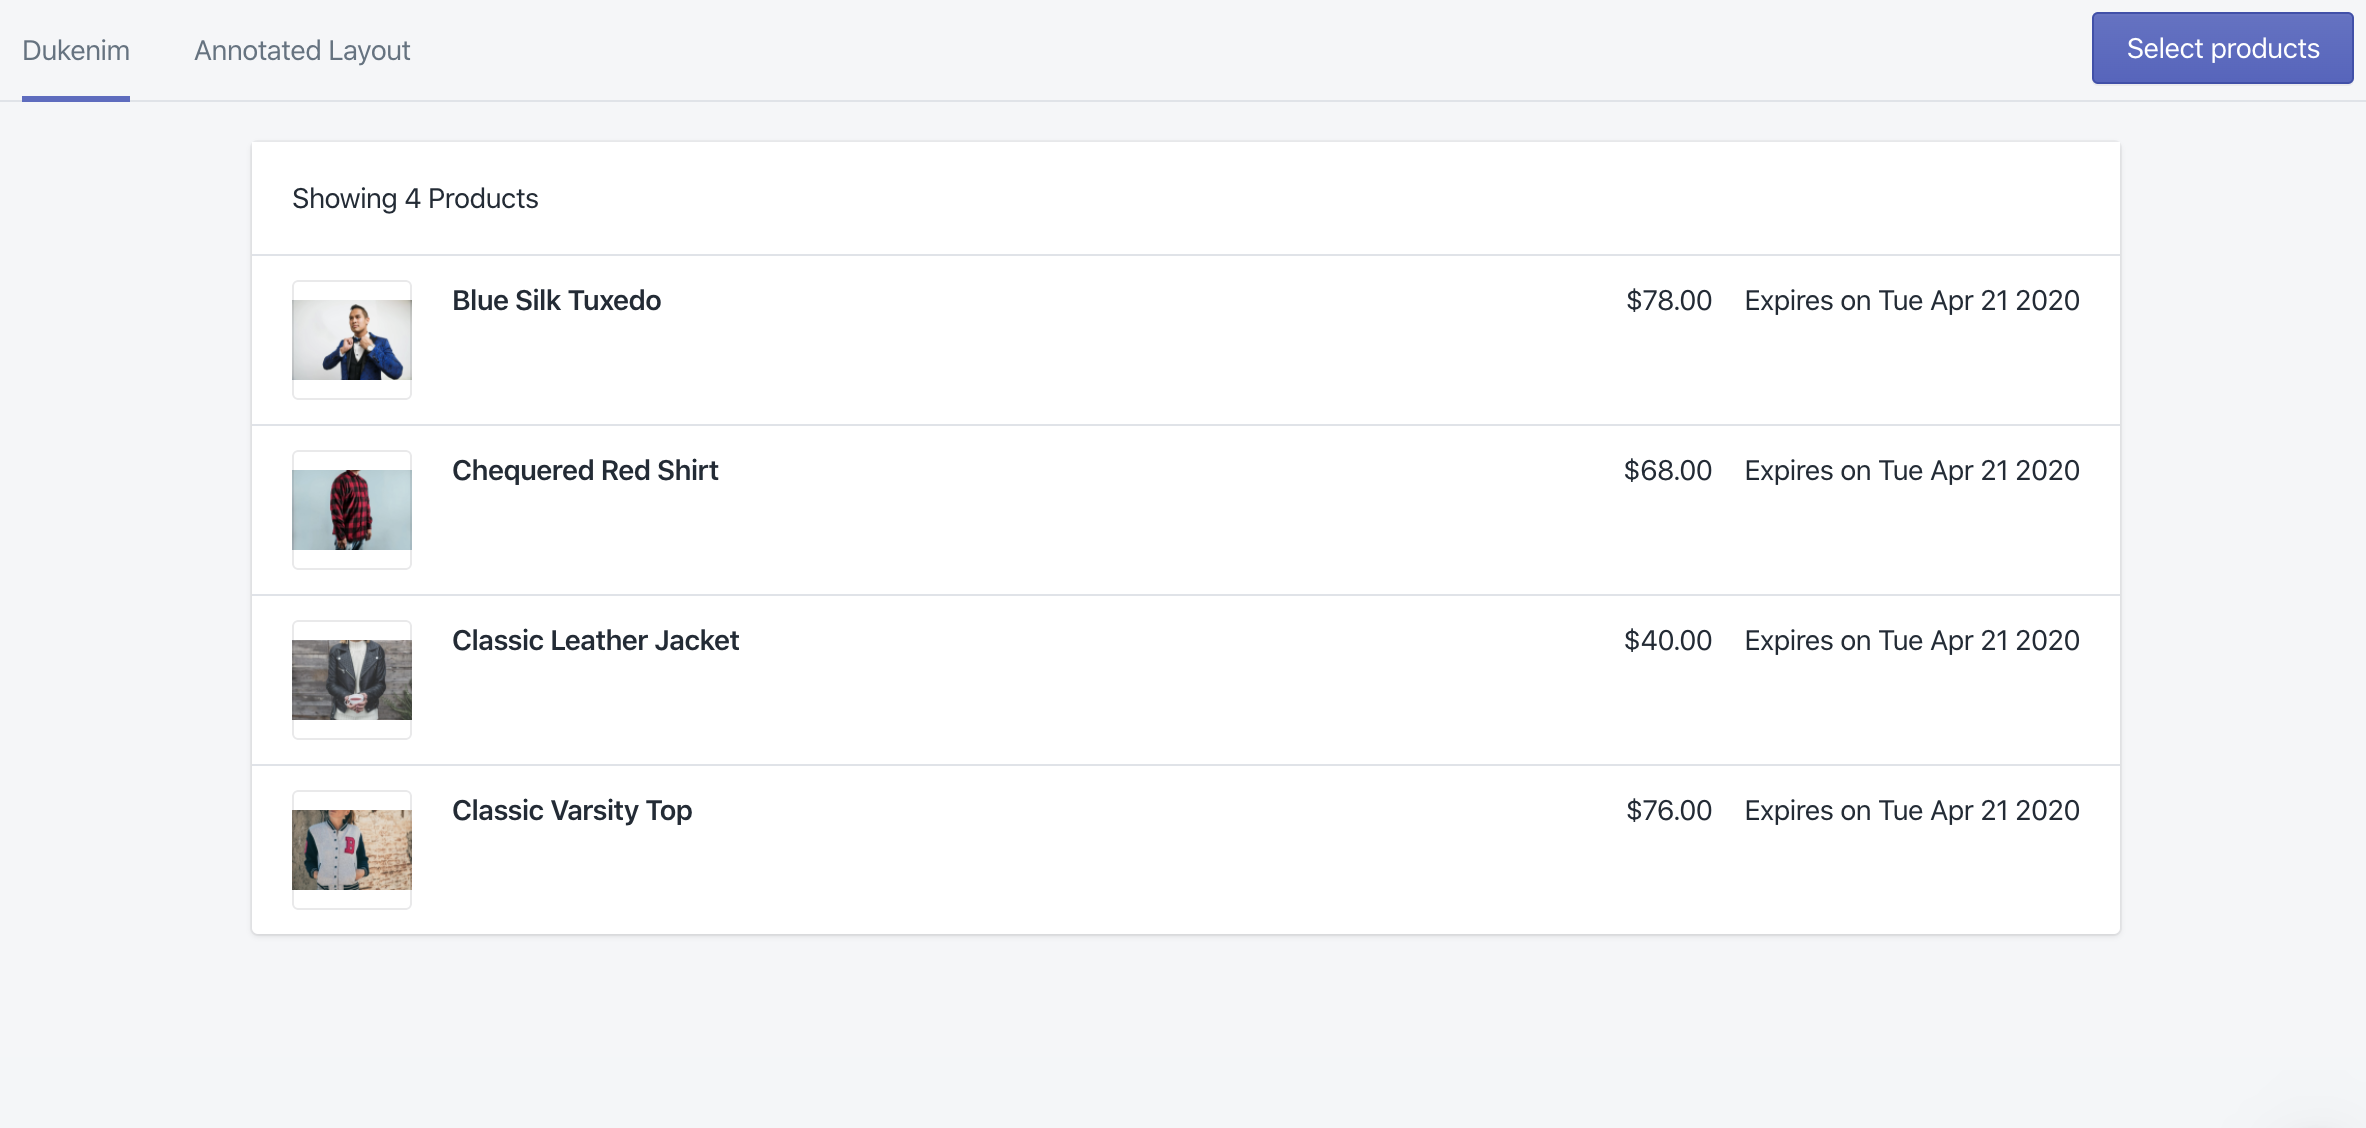 Dukenim Annotated Layout Select products
Showing 4 Products
Blue Silk Tuxedo $78.00 Expires on Tue Apr 21 2020
Chequered Red Shirt $68.00 Expires on Tue Apr 21 2020
Classic Leather Jacket $40.00 Expires on Tue Apr 21 2020
Classic Varsity Top $76.00 Expires on Tue Apr 21 2020
B